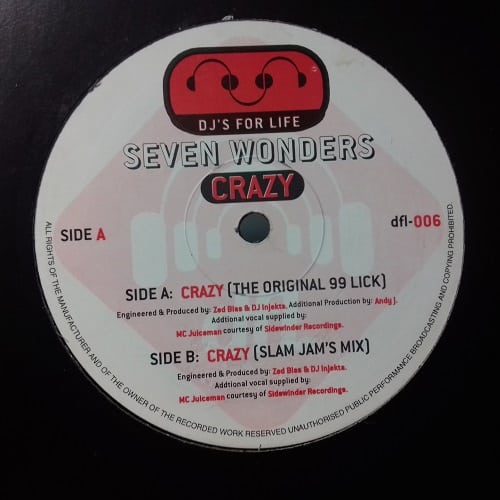 DJ'S FOR LIFE
SEVEN WONDERS
CRAZY
SIDE A
dfl-006
SIDE A: CRAZY (THE ORIGINAL 99 LICK)
Engineered & Produced by: Zed Bias & DJ Injekta, Additional Production by: Andy J.
Addtional vocal supplied by:
MC Juiceman courtesy of Sidewinder Recordings.
SIDE B: CRAZY (SLAM JAM'S MIX)
Engineered & Produced by: Zed Bias & DJ Injekta.
Addtional vocal supplied by:
MC Juiceman courtesy of Sidewinder Recordings.
ALL RIGHTS OF THE MANUFACTURER AND OF THE OWNER OF THE RECORDED WORK RESERVED UNAUTHORISED PUBLIC PERFORMANCE BROADCASTING AND COPYING PROHIBITED.